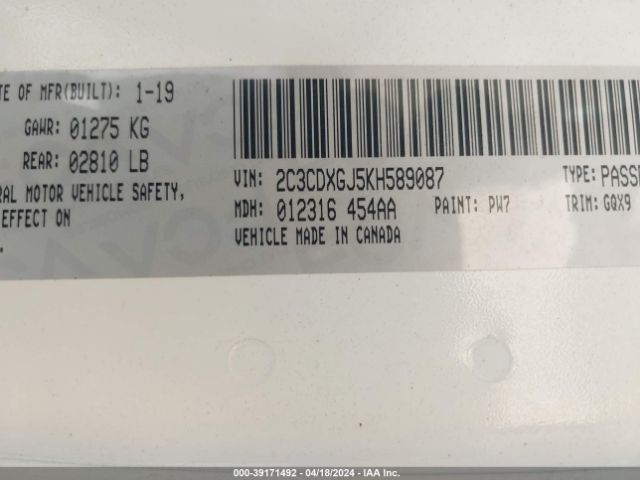 TE OF MFR(BUILT): 1-19
GAWR: 01275 KG
REAR: 02810 LB
RAL MOTOR VEHICLE SAFETY,
EFFECT ON
VIN: 2C3CDXGJ5KH589087
TYPE: PASSE
MDH: 012316 454AA
PAINT: PW7
TRIM: GQX9
VEHICLE MADE IN CANADA
000-39171492 - 04/18/2024 - IAA Inc.